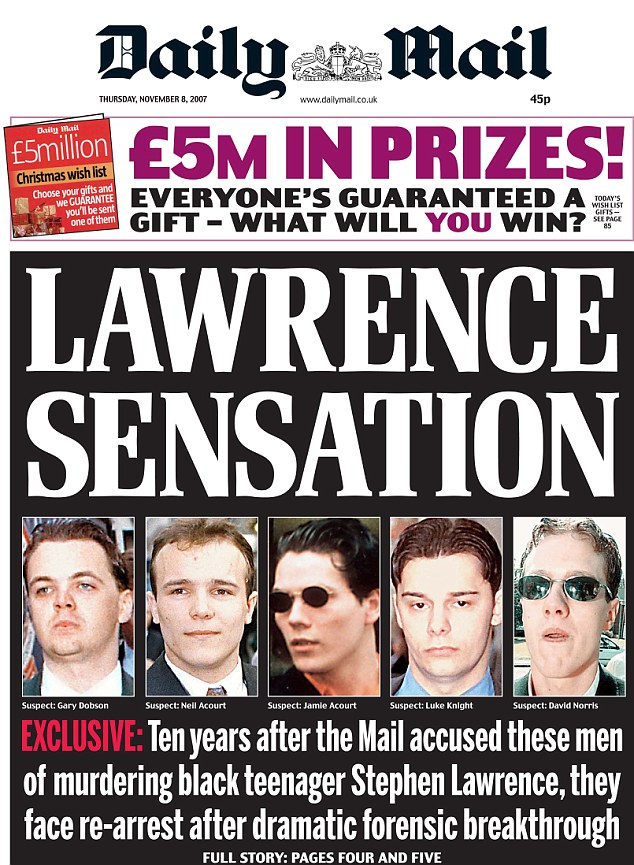 Daily Mail
THURSDAY, NOVEMBER 8, 2007
www.dailymail.co.uk
45p
Daily Mail
£5million
Christmas wish list
Choose your gifts and
we GUARANTEE
you'll be sent
one of them
£5M IN PRIZES!
EVERYONE'S GUARANTEED A
GIFT – WHAT WILL YOU WIN?
TODAY'S
WISH LIST
GIFTS –
SEE PAGE
85
LAWRENCE
SENSATION
Suspect: Gary Dobson
Suspect: Neil Acourt
Suspect: Jamie Acourt
Suspect: Luke Knight
Suspect: David Norris
EXCLUSIVE: Ten years after the Mail accused these men
of murdering black teenager Stephen Lawrence, they
face re-arrest after dramatic forensic breakthrough
FULL STORY: PAGES FOUR AND FIVE